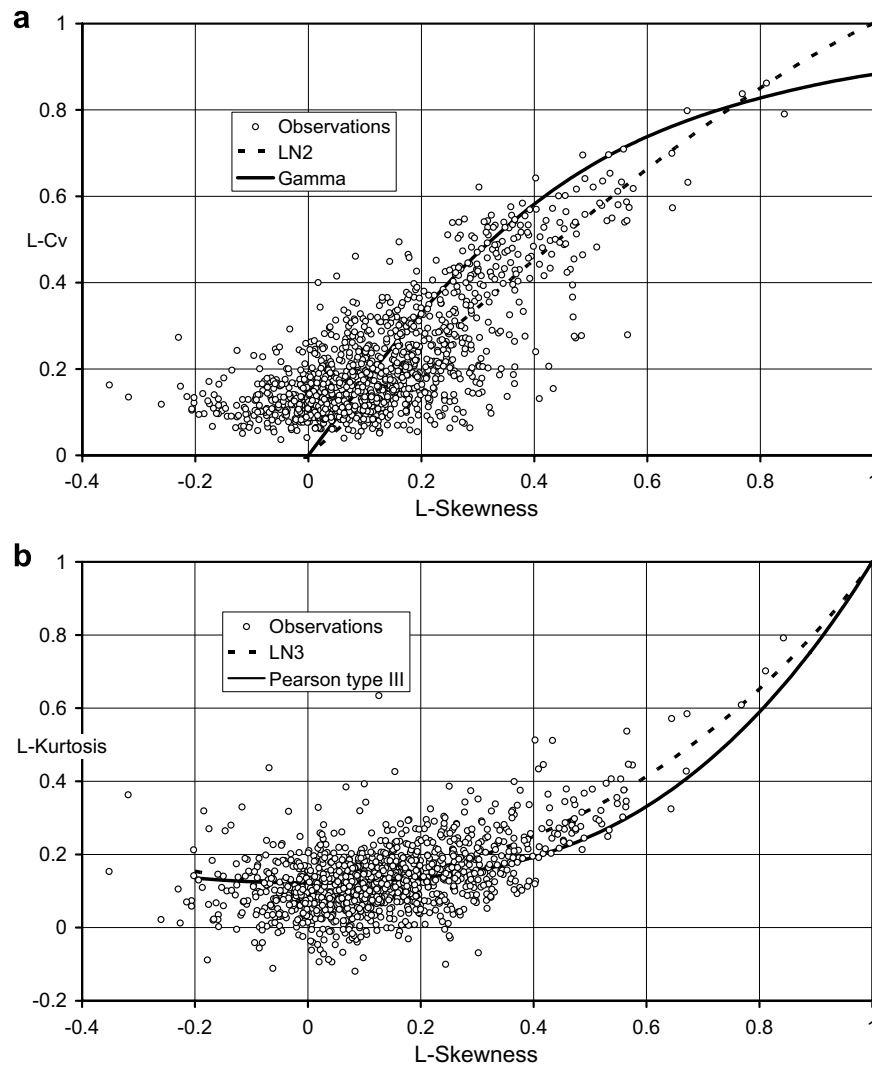 a
1
0.8
0.6
L-Cv
0.4
0.2
0
Observations
LN2
Gamma
-0.4 -0.2 0 0.2 0.4 0.6 0.8 1
L-Skewness
b
1
0.8
0.6
L-Kurtosis
0.4
0.2
0
-0.2
Observations
LN3
Pearson type III
-0.4 -0.2 0 0.2 0.4 0.6 0.8 1
L-Skewness